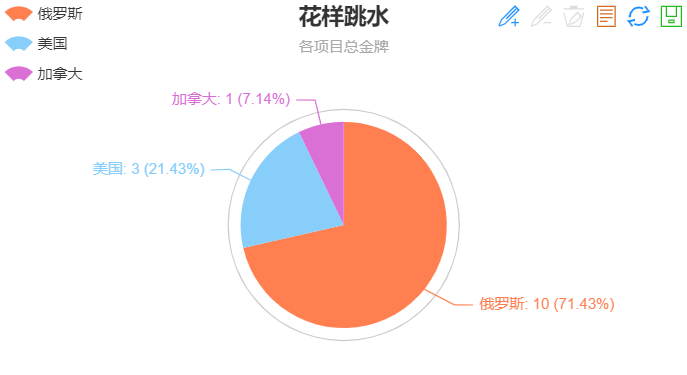 花样跳水
各项目总金牌
俄罗斯
美国
加拿大
加拿大: 1 (7.14%)
美国: 3 (21.43%)
俄罗斯: 10 (71.43%)